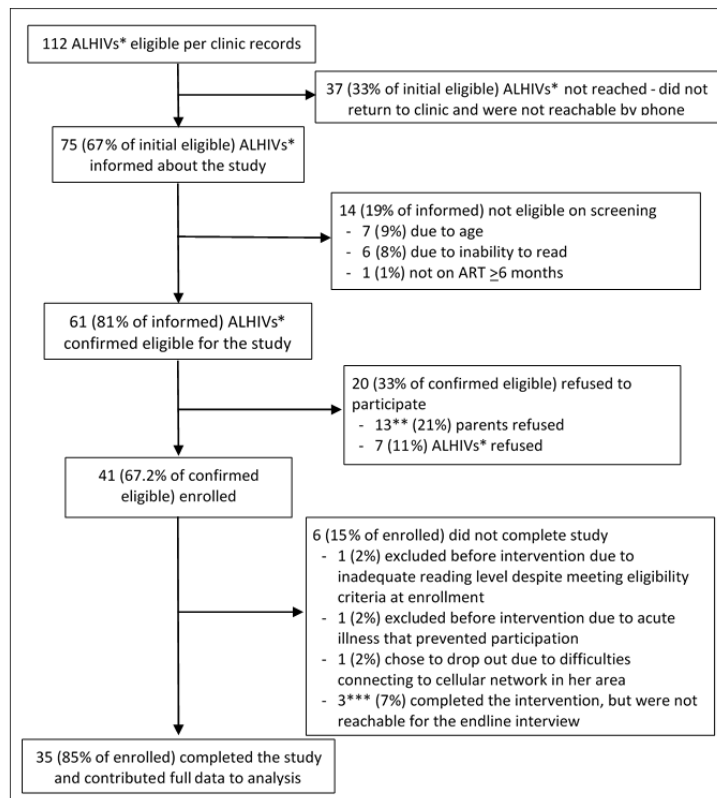 112 ALHIVs* eligible per clinic records
37 (33% of initial eligible) ALHIVs* not reached - did not
return to clinic and were not reachable by phone
75 (67% of initial eligible) ALHIVs*
informed about the study
14 (19% of informed) not eligible on screening
- 7 (9%) due to age
- 6 (8%) due to inability to read
- 1 (1%) not on ART ≥6 months
61 (81% of informed) ALHIVs*
confirmed eligible for the study
20 (33% of confirmed eligible) refused to
participate
- 13** (21%) parents refused
- 7 (11%) ALHIVs* refused
41 (67.2% of confirmed
eligible) enrolled
6 (15% of enrolled) did not complete study
- 1 (2%) excluded before intervention due to
inadequate reading level despite meeting eligibility
criteria at enrollment
- 1 (2%) excluded before intervention due to acute
illness that prevented participation
- 1 (2%) chose to drop out due to difficulties
connecting to cellular network in her area
- 3*** (7%) completed the intervention, but were not
reachable for the endline interview
35 (85% of enrolled) completed the study
and contributed full data to analysis